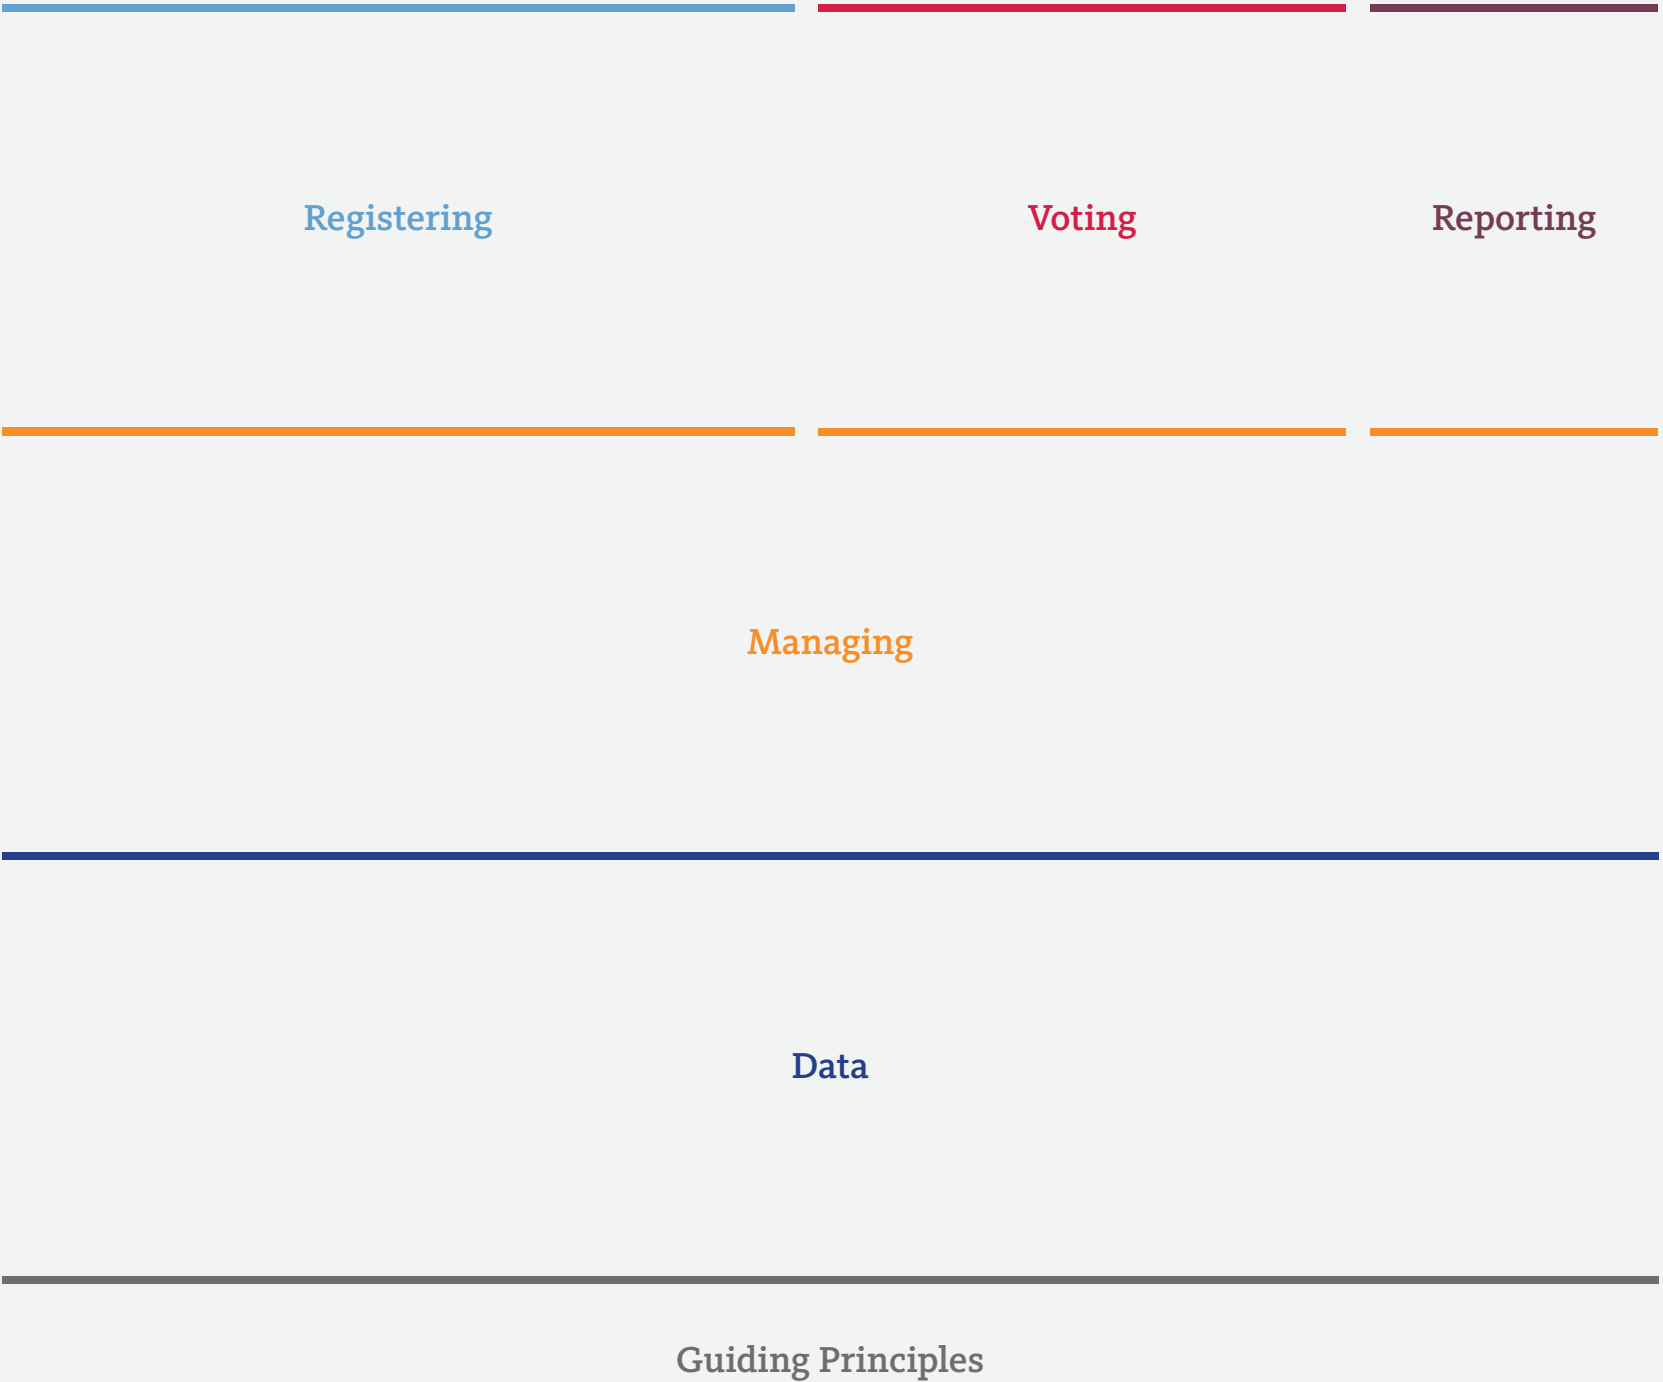 Registering
Voting
Reporting
Managing
Data
Guiding Principles